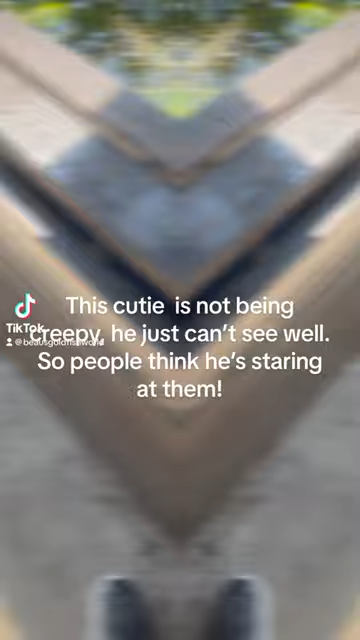 This cutie is not being
creepy, he just can't see well.
So people think he's staring
at them!
TikTok
@beausgoldfishworld